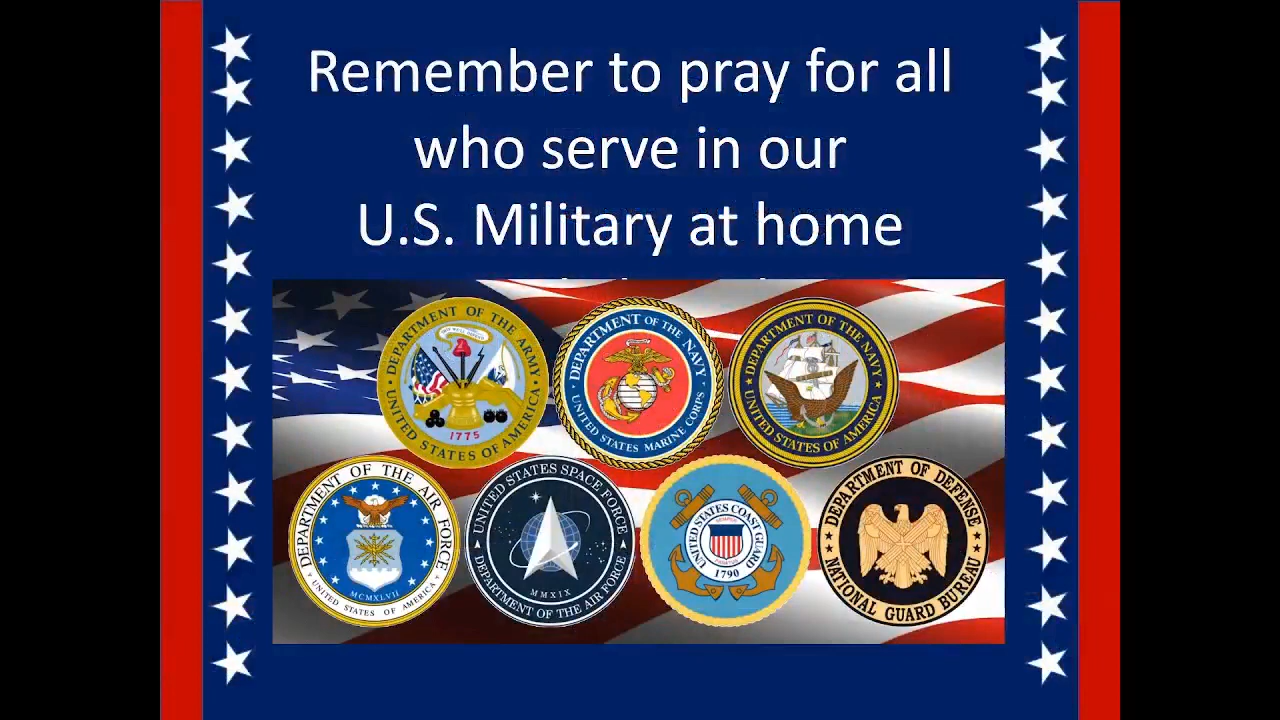 Remember to pray for all
who serve in our
U.S. Military at home
DEPARTMENT OF THE ARMY
1775
UNITED STATES OF AMERICA
DEPARTMENT OF THE NAVY
UNITED STATES MARINE CORPS
DEPARTMENT OF THE NAVY
UNITED STATES OF AMERICA
DEPARTMENT OF THE AIR FORCE
MCMXLVII
UNITED STATES OF AMERICA
UNITED STATES SPACE FORCE
MMXIX
DEPARTMENT OF THE AIR FORCE
UNITED STATES COAST GUARD
1790
DEPARTMENT OF DEFENSE
NATIONAL GUARD BUREAU